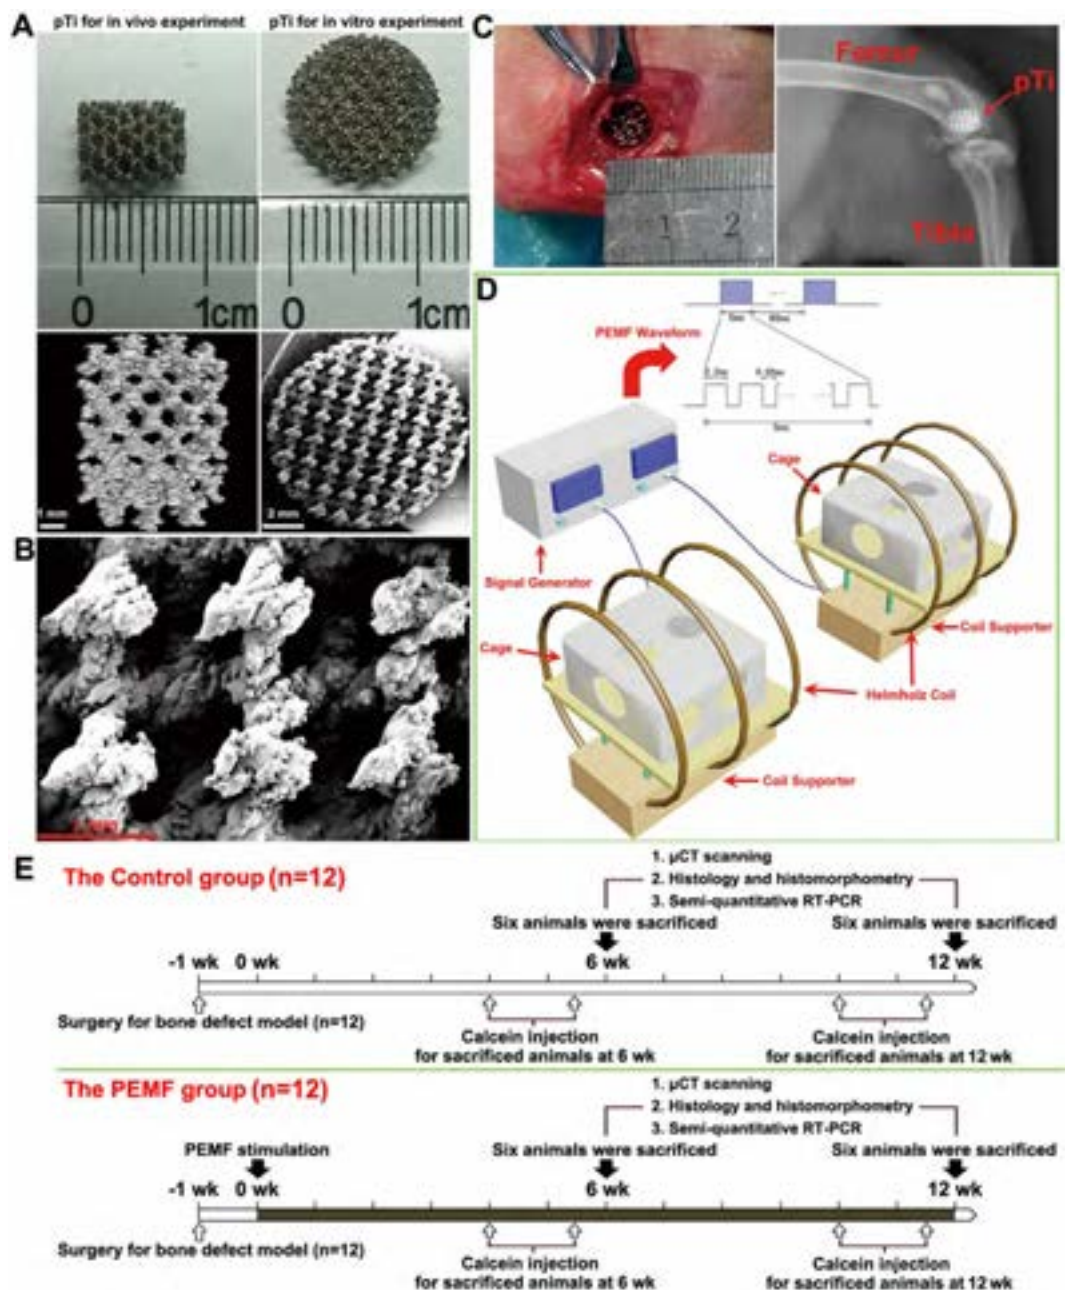 A
pTi for in vivo experiment
pTi for in vitro experiment
0
1cm
0
1cm
1 mm
2 mm
B
C
1
2
Femur
pTi
Tibia
D
PEMF Waveform
5ms
5ms
Signal Generator
Cage
Coil Supporter
Cage
Helmholz Coil
Coil Supporter
E
The Control group (n=12)
1. μCT scanning
2. Histology and histomorphometry
3. Semi-quantitative RT-PCR
Six animals were sacrificed
Six animals were sacrificed
-1 wk
0 wk
6 wk
12 wk
Surgery for bone defect model (n=12)
Calcein injection
for sacrificed animals at 6 wk
Calcein injection
for sacrificed animals at 12 wk
The PEMF group (n=12)
1. μCT scanning
2. Histology and histomorphometry
3. Semi-quantitative RT-PCR
PEMF stimulation
Six animals were sacrificed
Six animals were sacrificed
-1 wk
0 wk
6 wk
12 wk
Surgery for bone defect model (n=12)
Calcein injection
for sacrificed animals at 6 wk
Calcein injection
for sacrificed animals at 12 wk